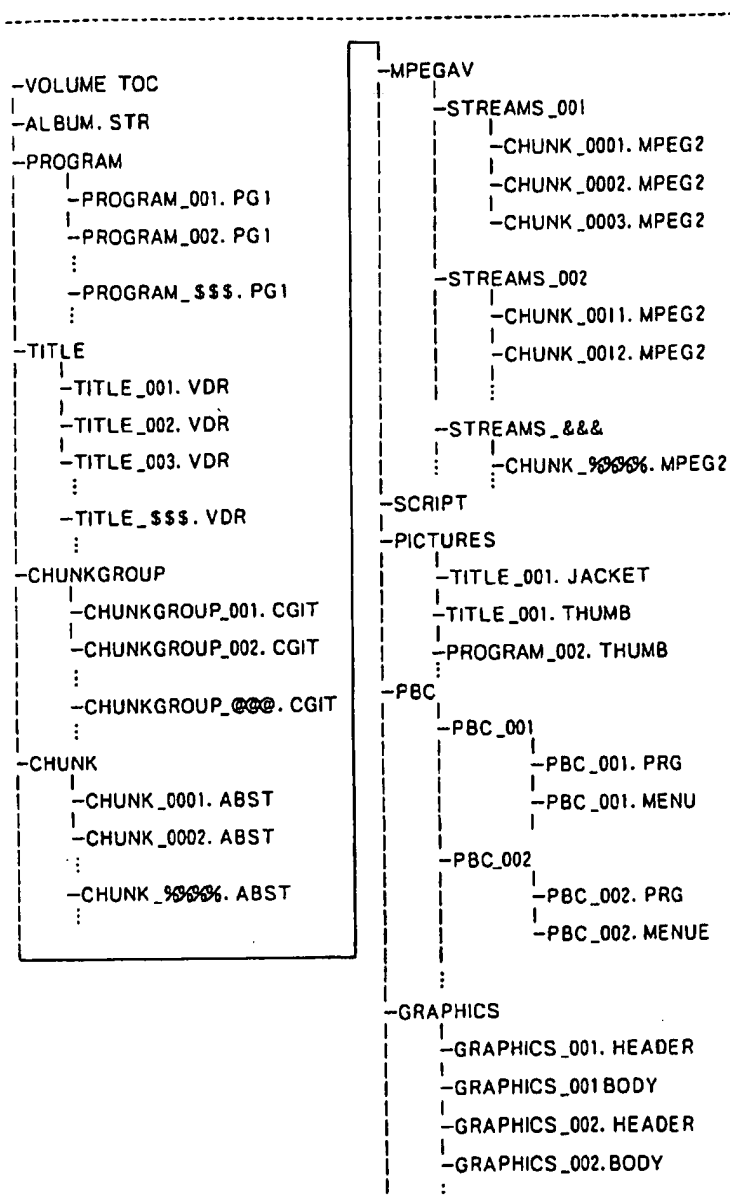 -VOLUME TOC
-ALBUM. STR
-PROGRAM
-PROGRAM_001. PG1
-PROGRAM_002. PG1
-PROGRAM_$$$. PG1
-TITLE
-TITLE_001. VDR
-TITLE_002. VDR
-TITLE_003. VDR
-TITLE_$$$. VDR
-CHUNKGROUP
-CHUNKGROUP_001. CGIT
-CHUNKGROUP_002. CGIT
-CHUNKGROUP_@@@. CGIT
-CHUNK
-CHUNK_0001. ABST
-CHUNK_0002. ABST
-CHUNK_%%%%. ABST
-MPEGAV
-STREAMS_001
-CHUNK_0001. MPEG2
-CHUNK_0002. MPEG2
-CHUNK_0003. MPEG2
-STREAMS_002
-CHUNK_0011. MPEG2
-CHUNK_0012. MPEG2
-STREAMS_&&&
-CHUNK_%%%%. MPEG2
-SCRIPT
-PICTURES
-TITLE_001. JACKET
-TITLE_001. THUMB
-PROGRAM_002. THUMB
-PBC
-PBC_001
-PBC_001. PRG
-PBC_001. MENU
-PBC_002
-PBC_002. PRG
-PBC_002. MENUE
-GRAPHICS
-GRAPHICS_001. HEADER
-GRAPHICS_001 BODY
-GRAPHICS_002. HEADER
-GRAPHICS_002. BODY